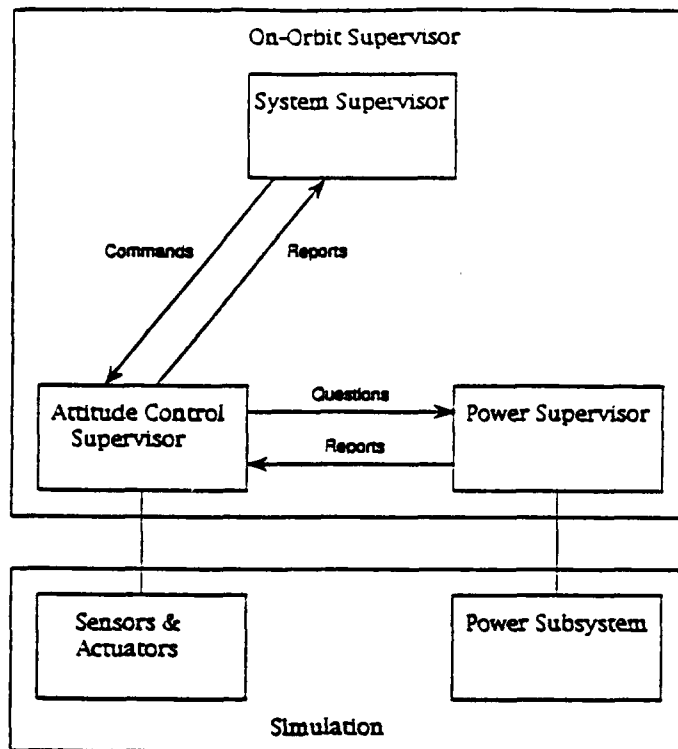 On-Orbit Supervisor
System Supervisor
Commands
Reports
Attitude Control
Supervisor
Questions
Reports
Power Supervisor
Sensors &
Actuators
Power Subsystem
Simulation